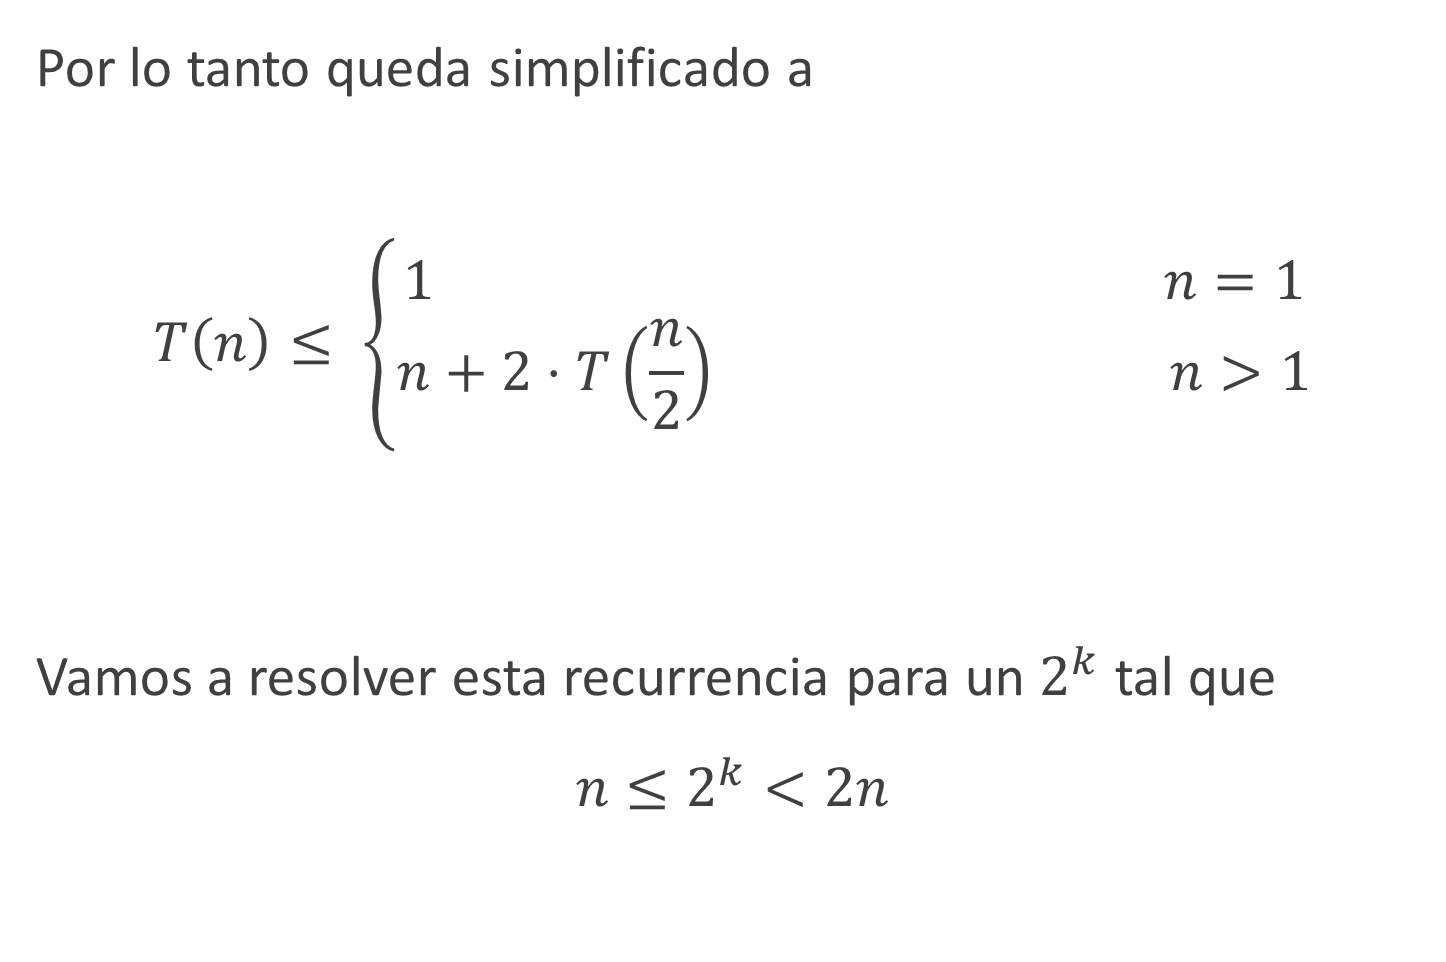 Por lo tanto queda simplificado a
T(n) ≤ { 1    n = 1
n + 2 · T(n/2)    n > 1
Vamos a resolver esta recurrencia para un 2^k tal que
n ≤ 2^k < 2n